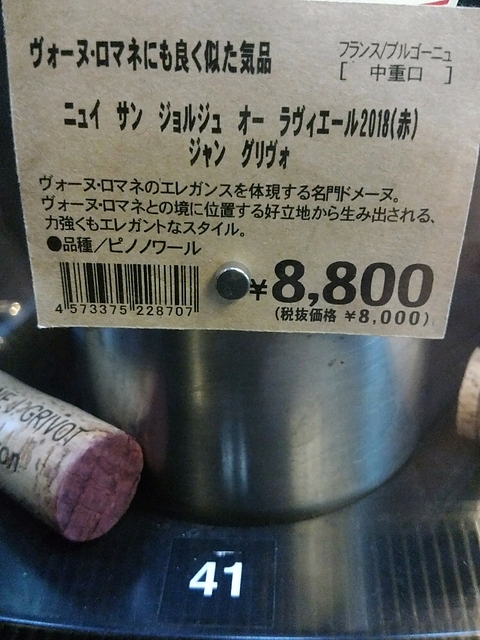 ヴォーヌ・ロマネにも良く似た気品
フランス/ブルゴーニュ
[ 中重口 ]
ニュイ サン ジョルジュ オー ラヴィエール2018(赤)
ジャン グリヴォ
ヴォーヌ・ロマネのエレガンスを体現する名門ドメーヌ。
ヴォーヌ・ロマネとの境に位置する好立地から生み出される、
力強くもエレガントなスタイル。
●品種/ピノノワール
¥8,800
(税抜価格 ¥8,000)
4 573375 228707
J.GRIVOT
on
41